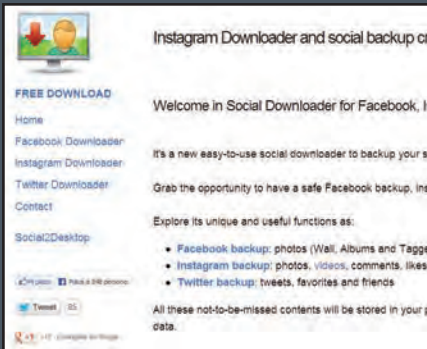 Instagram Downloader and social backup cr
FREE DOWNLOAD
Home
Facebook Downloader
Instagram Downloader
Twitter Downloader
Contact
Social2Desktop
Tweet 85
Welcome in Social Downloader for Facebook, I
It's a new easy-to-use social downloader to backup your s
Grab the opportunity to have a safe Facebook backup, Ins
Explore its unique and useful functions as:
Facebook backup: photos (Wall, Albums and Tagge
Instagram backup: photos, videos, comments, likes
Twitter backup: tweets, favorites and friends
All these not-to-be-missed contents will be stored in your p
data.